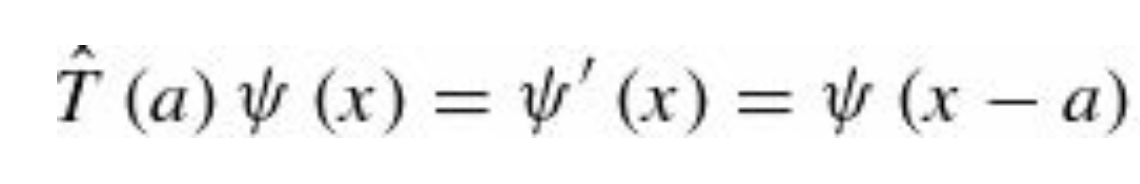 T̂ (a) ψ (x) = ψ′ (x) = ψ (x − a)